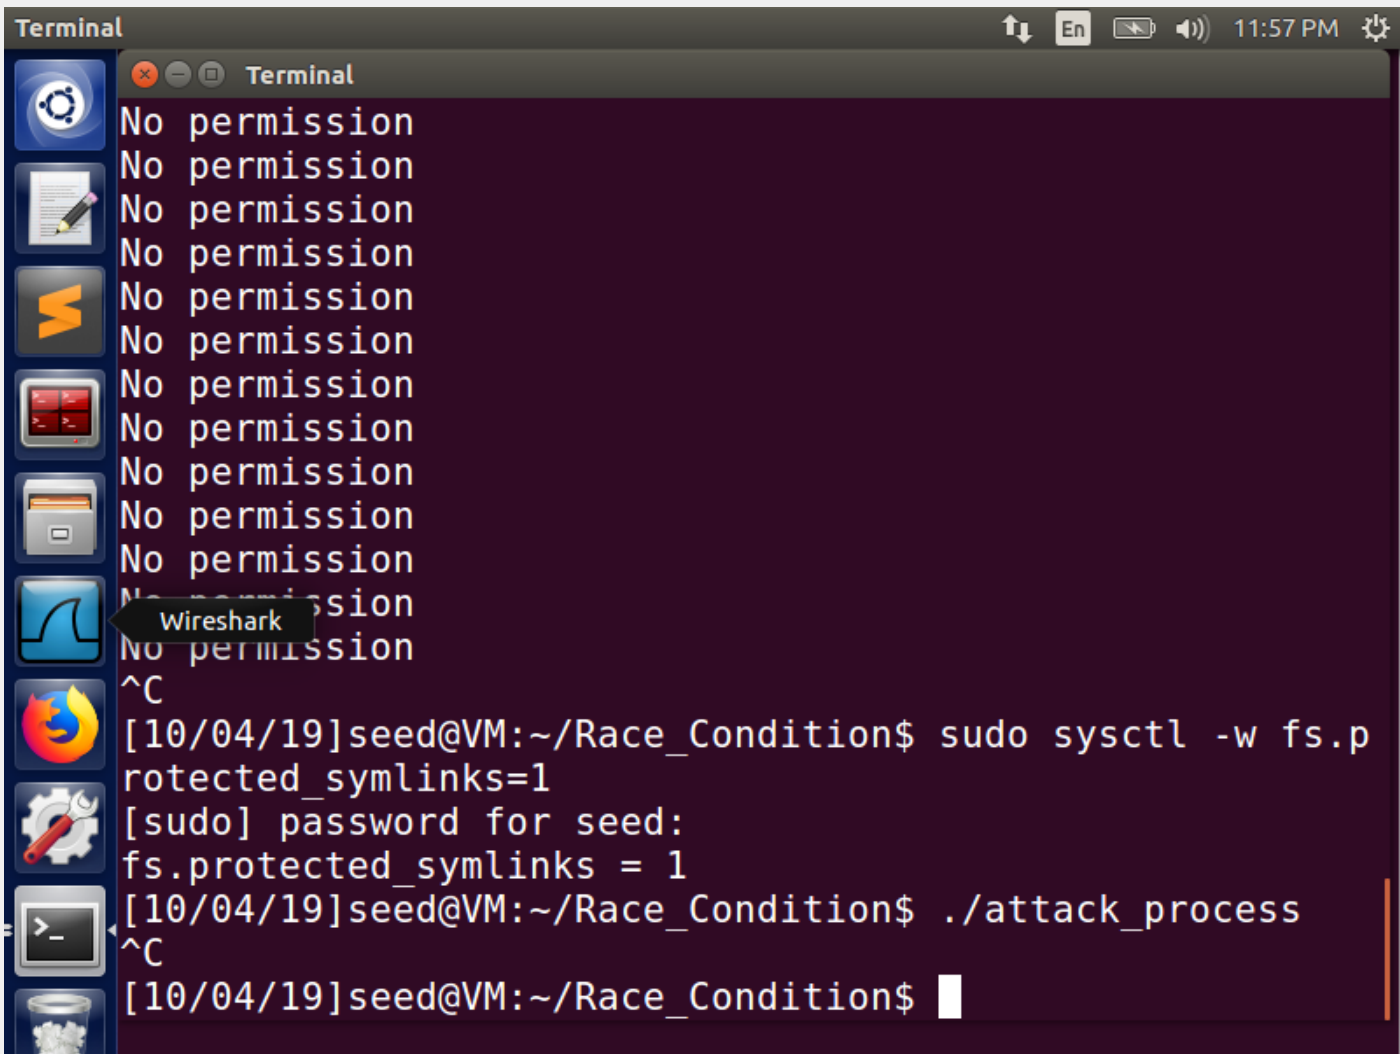 Terminal
En
11:57 PM
Terminal
No permission
No permission
No permission
No permission
No permission
No permission
No permission
No permission
No permission
No permission
No permission
ssion
Wireshark
No permission
^C
[10/04/19]seed@VM:~/Race_Condition$ sudo sysctl -w fs.p
rotected_symlinks=1
[sudo] password for seed:
fs.protected_symlinks = 1
[10/04/19]seed@VM:~/Race_Condition$ ./attack_process
^C
[10/04/19]seed@VM:~/Race_Condition$